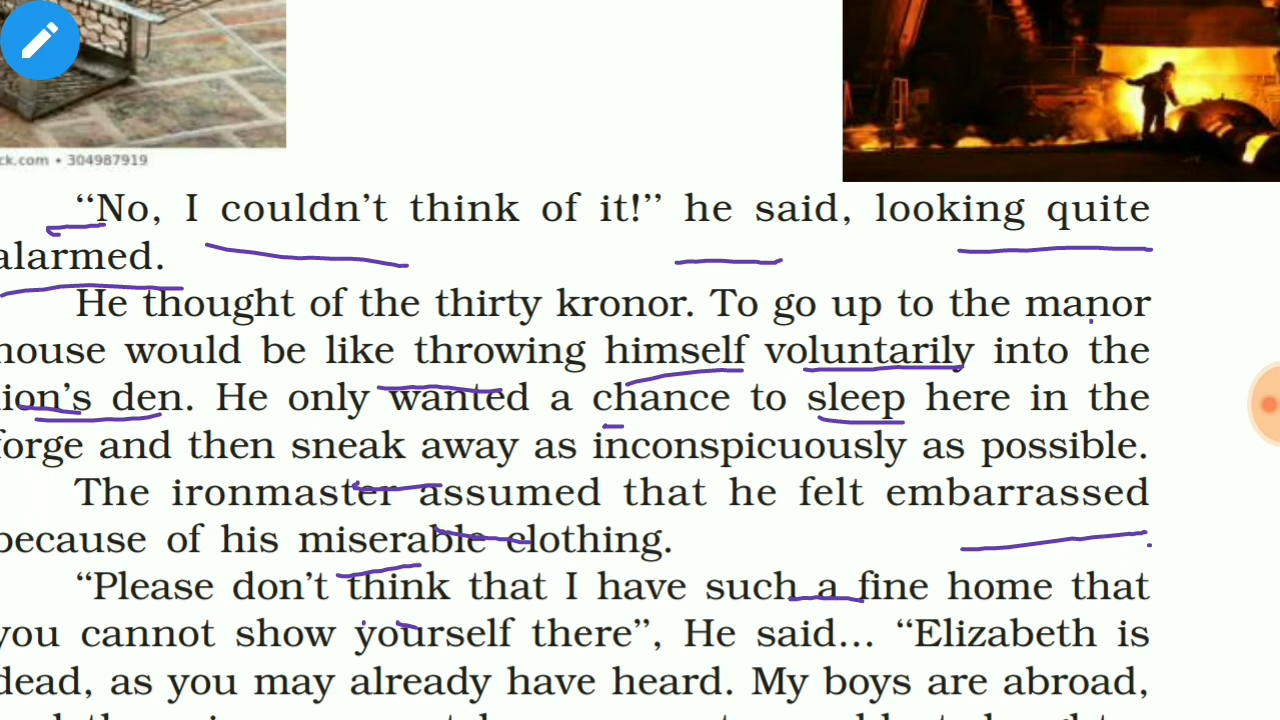 ck.com • 304987919
“No, I couldn’t think of it!” he said, looking quite
alarmed.
He thought of the thirty kronor. To go up to the manor
house would be like throwing himself voluntarily into the
lion’s den. He only wanted a chance to sleep here in the
forge and then sneak away as inconspicuously as possible.
The ironmaster assumed that he felt embarrassed
because of his miserable clothing.
“Please don’t think that I have such a fine home that
you cannot show yourself there”, He said... “Elizabeth is
dead, as you may already have heard. My boys are abroad,